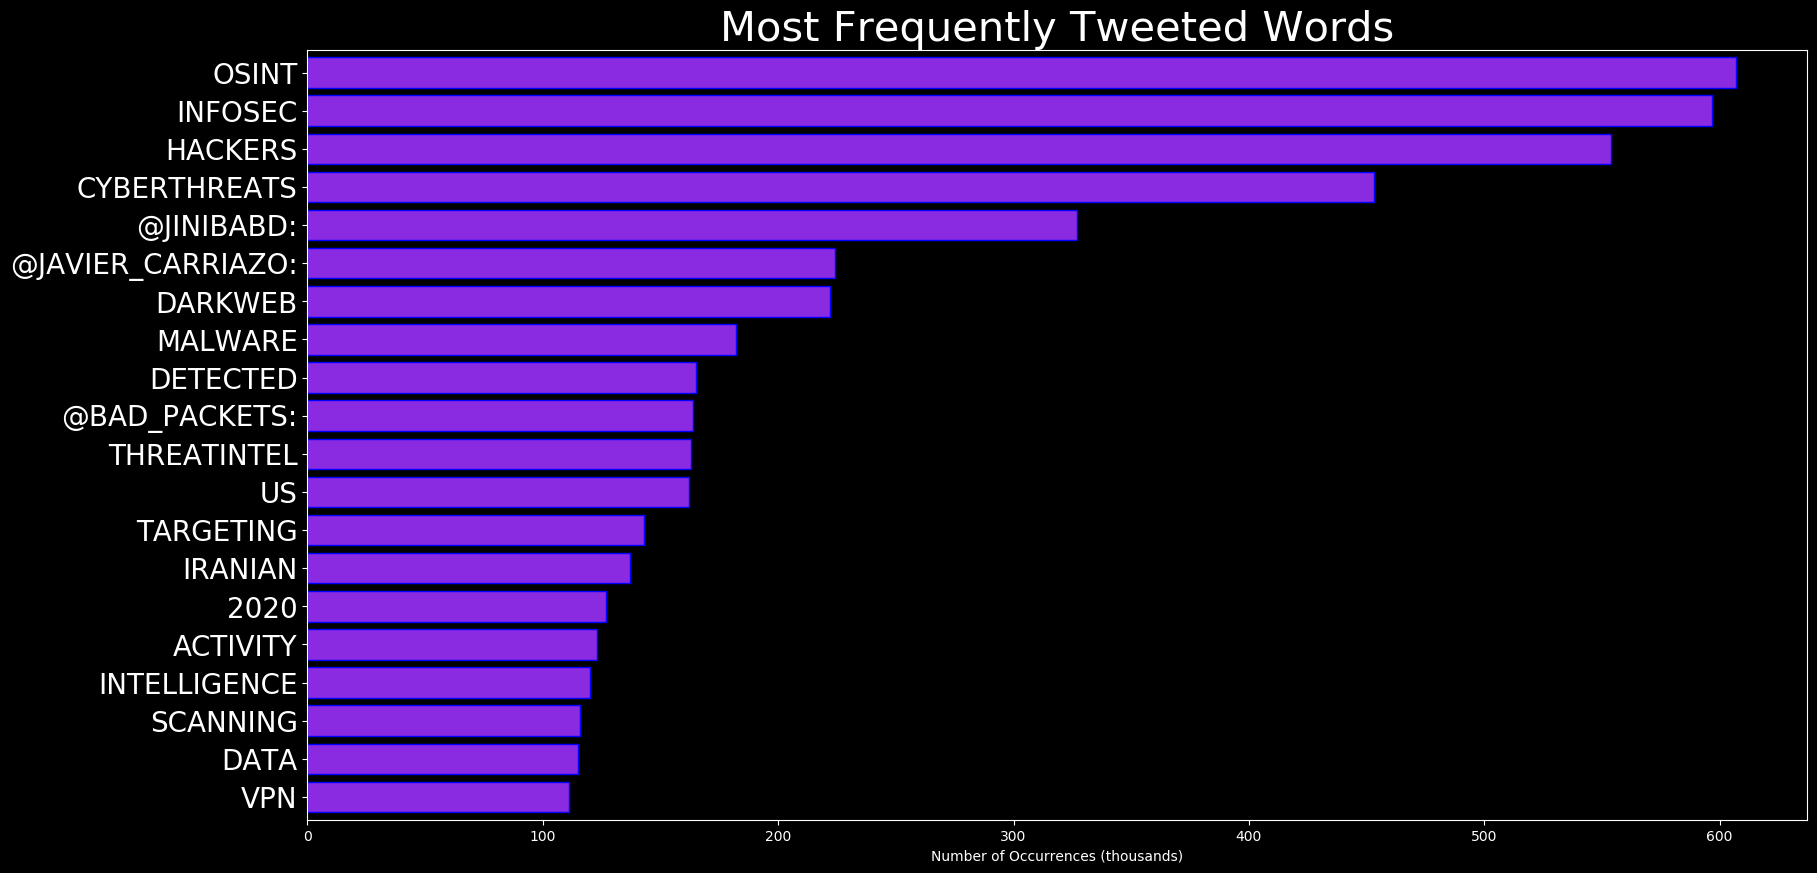 Most Frequently Tweeted Words
OSINT
INFOSEC
HACKERS
CYBERTHREATS
@JINIBABD:
@JAVIER_CARRIAZO:
DARKWEB
MALWARE
DETECTED
@BAD_PACKETS:
THREATINTEL
US
TARGETING
IRANIAN
2020
ACTIVITY
INTELLIGENCE
SCANNING
DATA
VPN
0 100 200 300 400 500 600
Number of Occurrences (thousands)